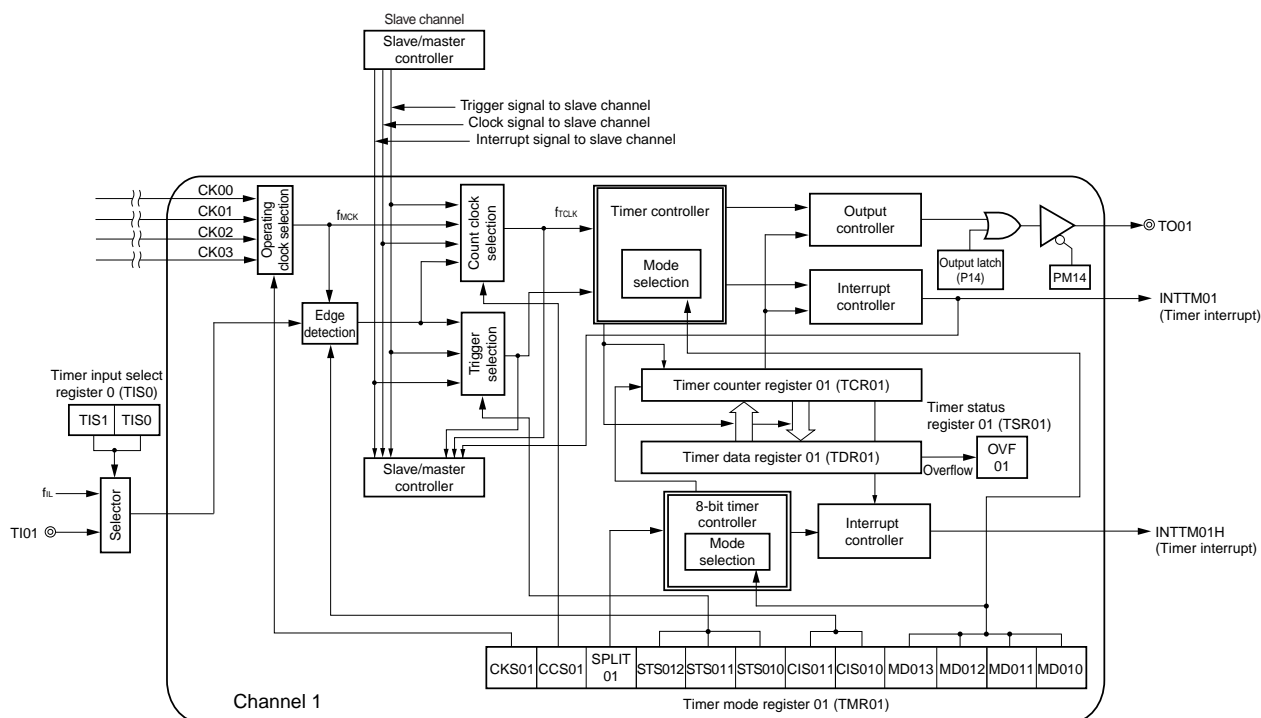 Slave channel
Slave/master
controller
Trigger signal to slave channel
Clock signal to slave channel
Interrupt signal to slave channel
CK00
CK01
CK02
CK03
Operating
clock selection
fMCK
Count clock
selection
fTCLK
Timer controller
Mode
selection
Output
controller
Output latch
(P14)
PM14
TO01
Interrupt
controller
INTTM01
(Timer interrupt)
Edge
detection
Trigger
selection
Timer input select
register 0 (TIS0)
TIS1
TIS0
fIL
TI01
Selector
Slave/master
controller
Timer counter register 01 (TCR01)
Timer status
register 01 (TSR01)
Timer data register 01 (TDR01)
Overflow
OVF
01
8-bit timer
controller
Mode
selection
Interrupt
controller
INTTM01H
(Timer interrupt)
CKS01
CCS01
SPLIT
01
STS012
STS011
STS010
CIS011
CIS010
MD013
MD012
MD011
MD010
Channel 1
Timer mode register 01 (TMR01)